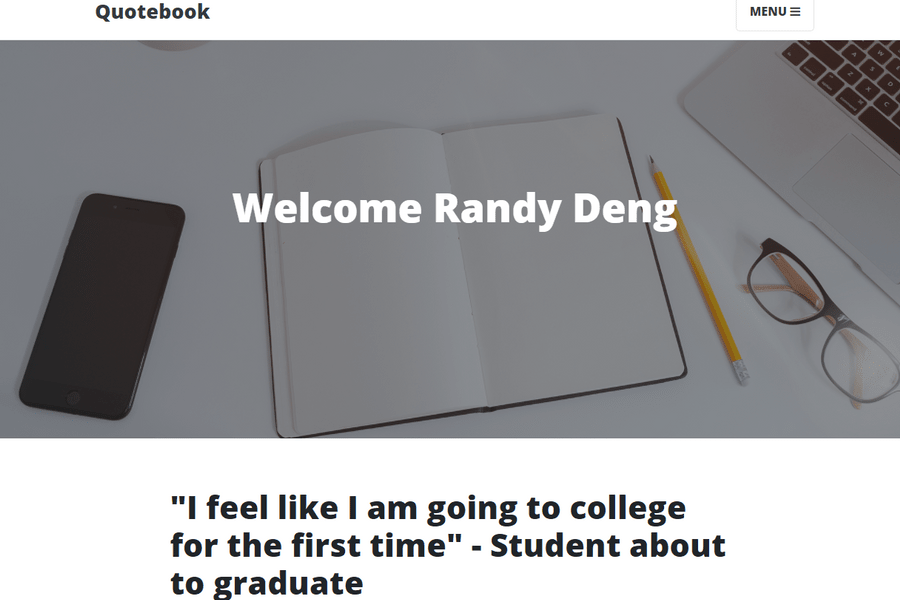 Quotebook
MENU
Welcome Randy Deng
"I feel like I am going to college
for the first time" - Student about
to graduate